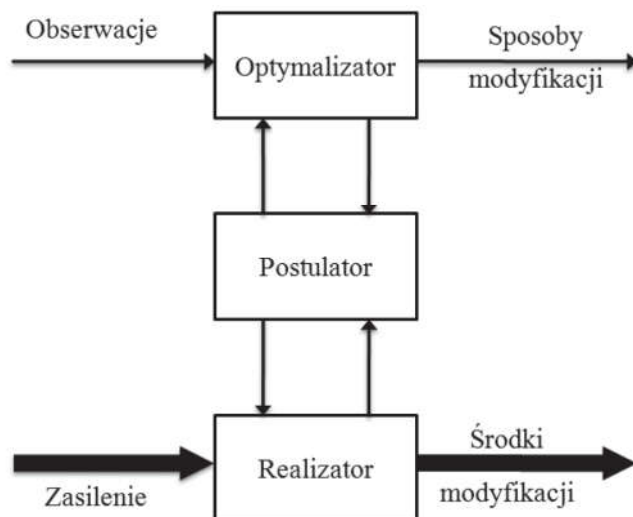 Obserwacje
Optymalizator
Sposoby
modyfikacji
Postulator
Zasilenie
Realizator
Środki
modyfikacji